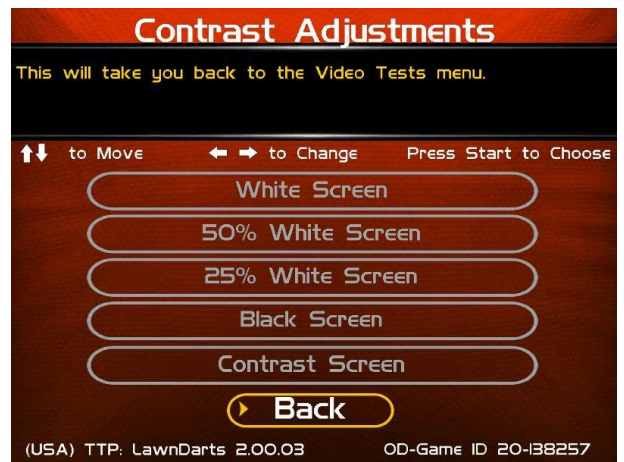 Contrast Adjustments
This will take you back to the Video Tests menu.
to Move to Change Press Start to Choose
White Screen
50% White Screen
25% White Screen
Black Screen
Contrast Screen
Back
(USA) TTP: LawnDarts 2.00.03 OD-Game ID 20-138257